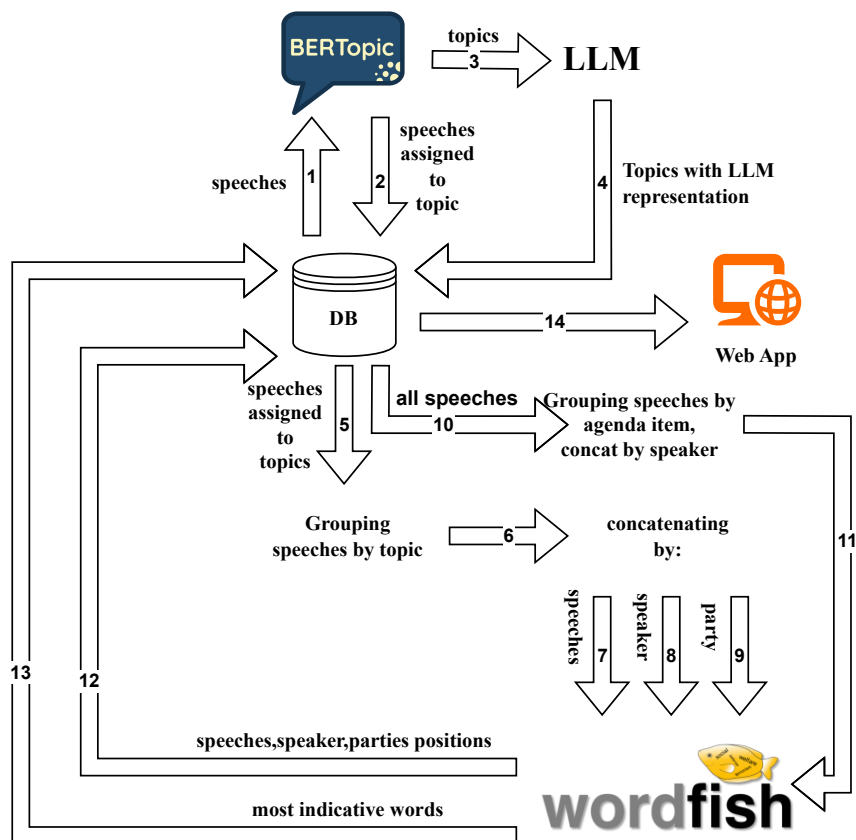 BERTopic
topics
3
LLM
speeches
1
2
speeches
assigned
to
topic
4
Topics with LLM
representation
DB
14
Web App
speeches
assigned
to
topics
5
all speeches
10
Grouping speeches by
agenda item,
concat by speaker
11
Grouping
speeches by topic
6
concatenating
by:
speeches
7
speaker
8
party
9
13
12
speeches,speaker,parties positions
most indicative words
wordfish